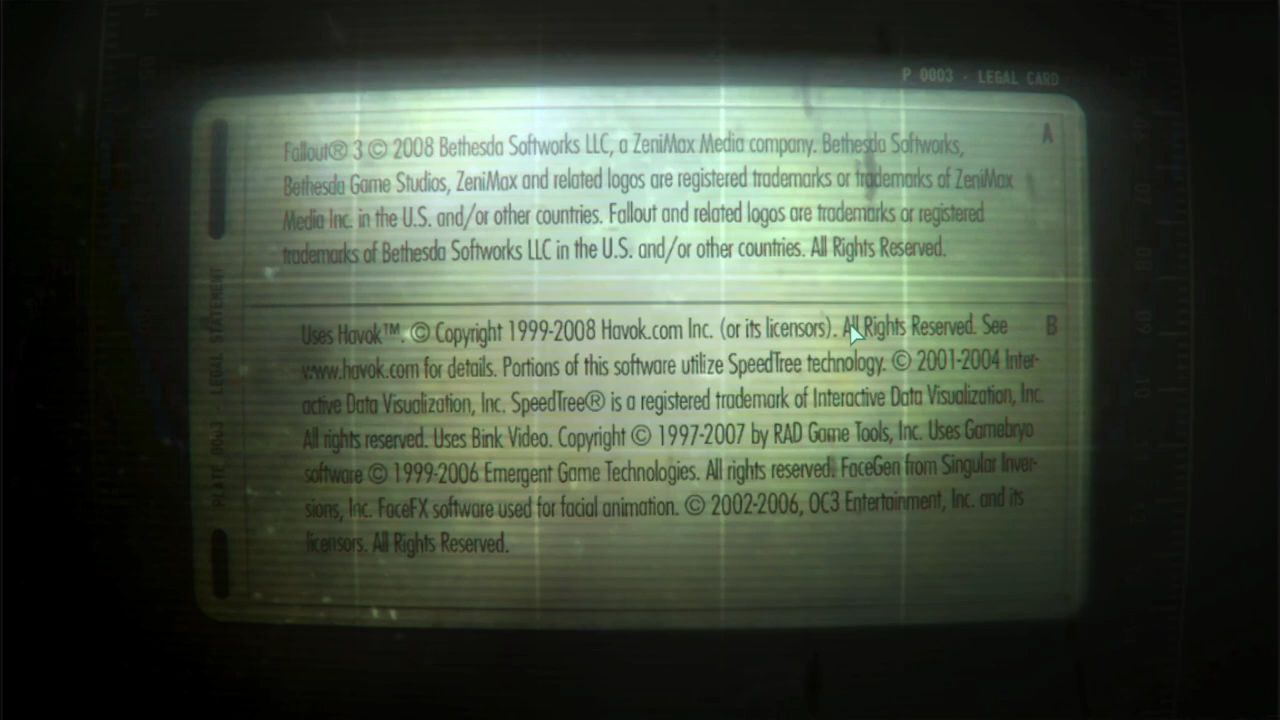 P 0003 - LEGAL CARD
A
Fallout® 3 © 2008 Bethesda Softworks LLC, a ZeniMax Media company. Bethesda Softworks,
Bethesda Game Studios, ZeniMax and related logos are registered trademarks or trademarks of ZeniMax
Media Inc. in the U.S. and/or other countries. Fallout and related logos are trademarks or registered
trademarks of Bethesda Softworks LLC in the U.S. and/or other countries. All Rights Reserved.
B
Uses Havok™. © Copyright 1999-2008 Havok.com Inc. (or its licensors). All Rights Reserved. See
www.havok.com for details. Portions of this software utilize SpeedTree technology. © 2001-2004 Inter-
active Data Visualization, Inc. SpeedTree® is a registered trademark of Interactive Data Visualization, Inc.
All rights reserved. Uses Bink Video. Copyright © 1997-2007 by RAD Game Tools, Inc. Uses Gamebryo
software © 1999-2006 Emergent Game Technologies. All rights reserved. FaceGen from Singular Inver-
sions, Inc. FaceFX software used for facial animation. © 2002-2006, OC3 Entertainment, Inc. and its
licensors. All Rights Reserved.
PLATE - LEGAL STATEMENT